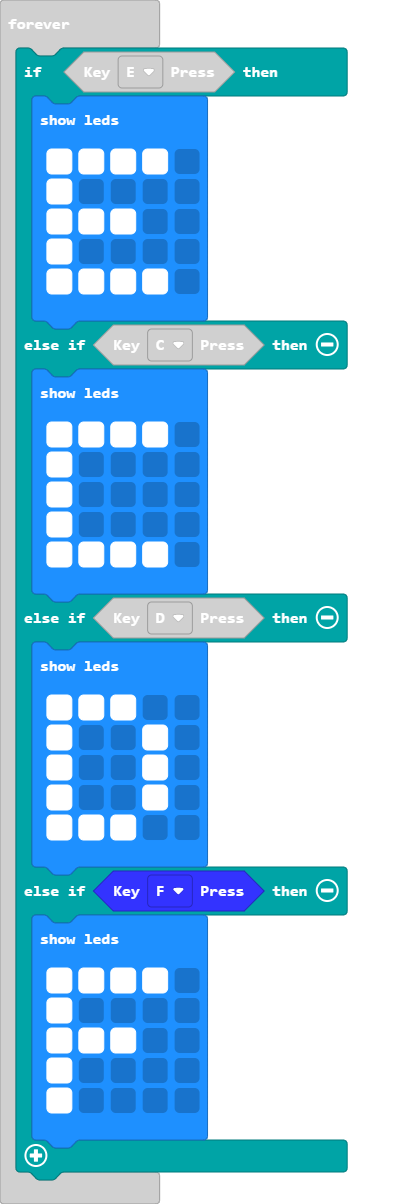 forever
if Key E Press then
show leds
else if Key C Press then
show leds
else if Key D Press then
show leds
else if Key F Press then
show leds